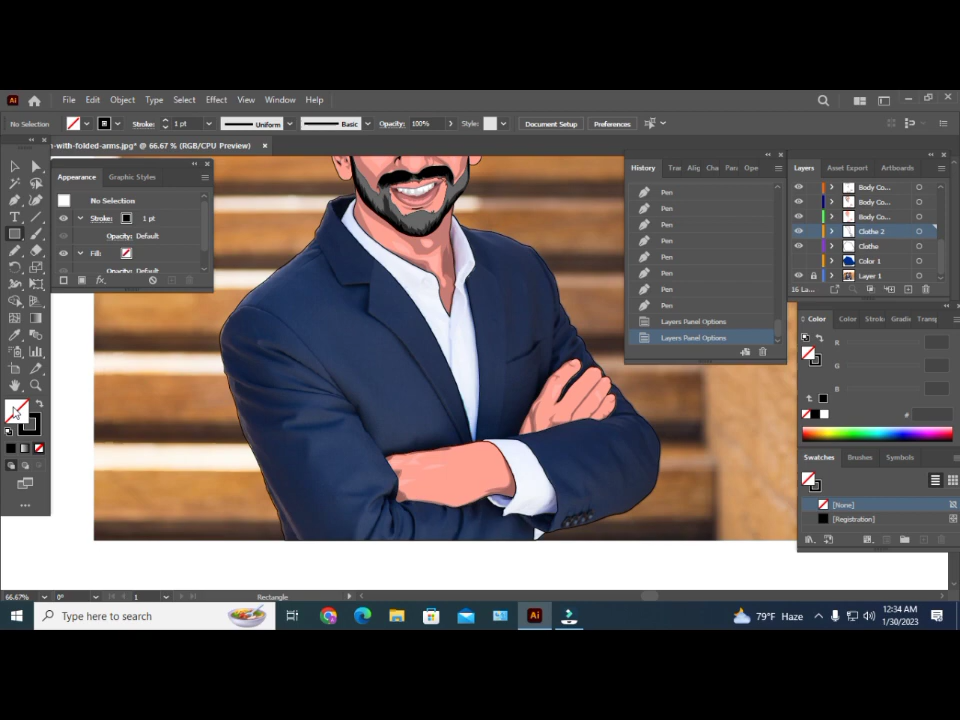 Ai File Edit Object Type Select Effect View Window Help
No Selection Stroke: 1 pt Uniform Basic Opacity: 100% Style: Document Setup Preferences
n-with-folded-arms.jpg* @ 66.67 % (RGB/CPU Preview) ×
Appearance Graphic Styles
No Selection
Stroke: 1 pt
Opacity: Default
Fill:
Opacity: Default
fx.
History Trar Alig Cha Pan Ope
Pen
Pen
Pen
Pen
Pen
Pen
Pen
Pen
Layers Panel Options
Layers Panel Options
Layers Asset Export Artboards
Body Co...
Body Co...
Body Co...
Clothe 2
Clothe
Color 1
Layer 1
16 La...
Color Color Strok Gradi Transp
R
G
B
#
Swatches Brushes Symbols
[None]
[Registration]
66.67% 0° 1 Rectangle
Type here to search
Ai
79°F Haze
12:34 AM
1/30/2023